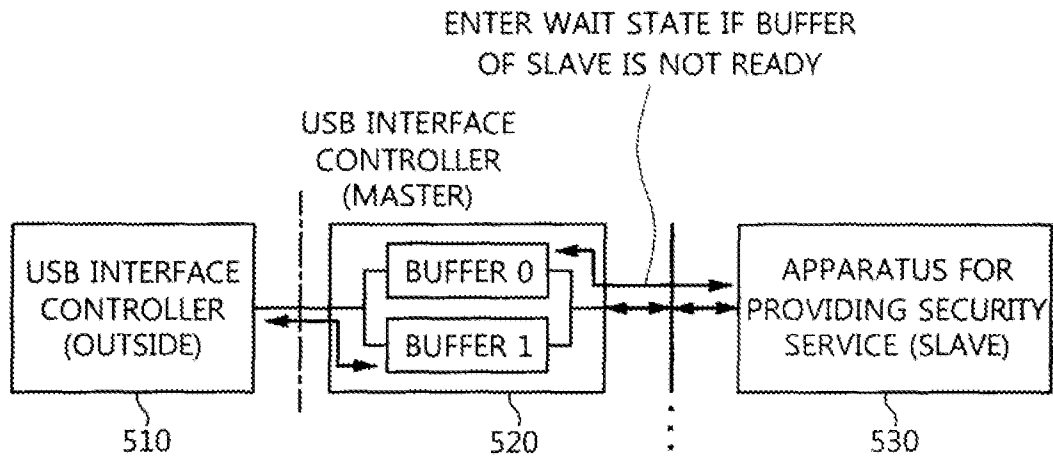 ENTER WAIT STATE IF BUFFER
OF SLAVE IS NOT READY
USB INTERFACE
CONTROLLER
(MASTER)
USB INTERFACE
CONTROLLER
(OUTSIDE)
BUFFER 0
BUFFER 1
APPARATUS FOR
PROVIDING SECURITY
SERVICE (SLAVE)
510
520
530